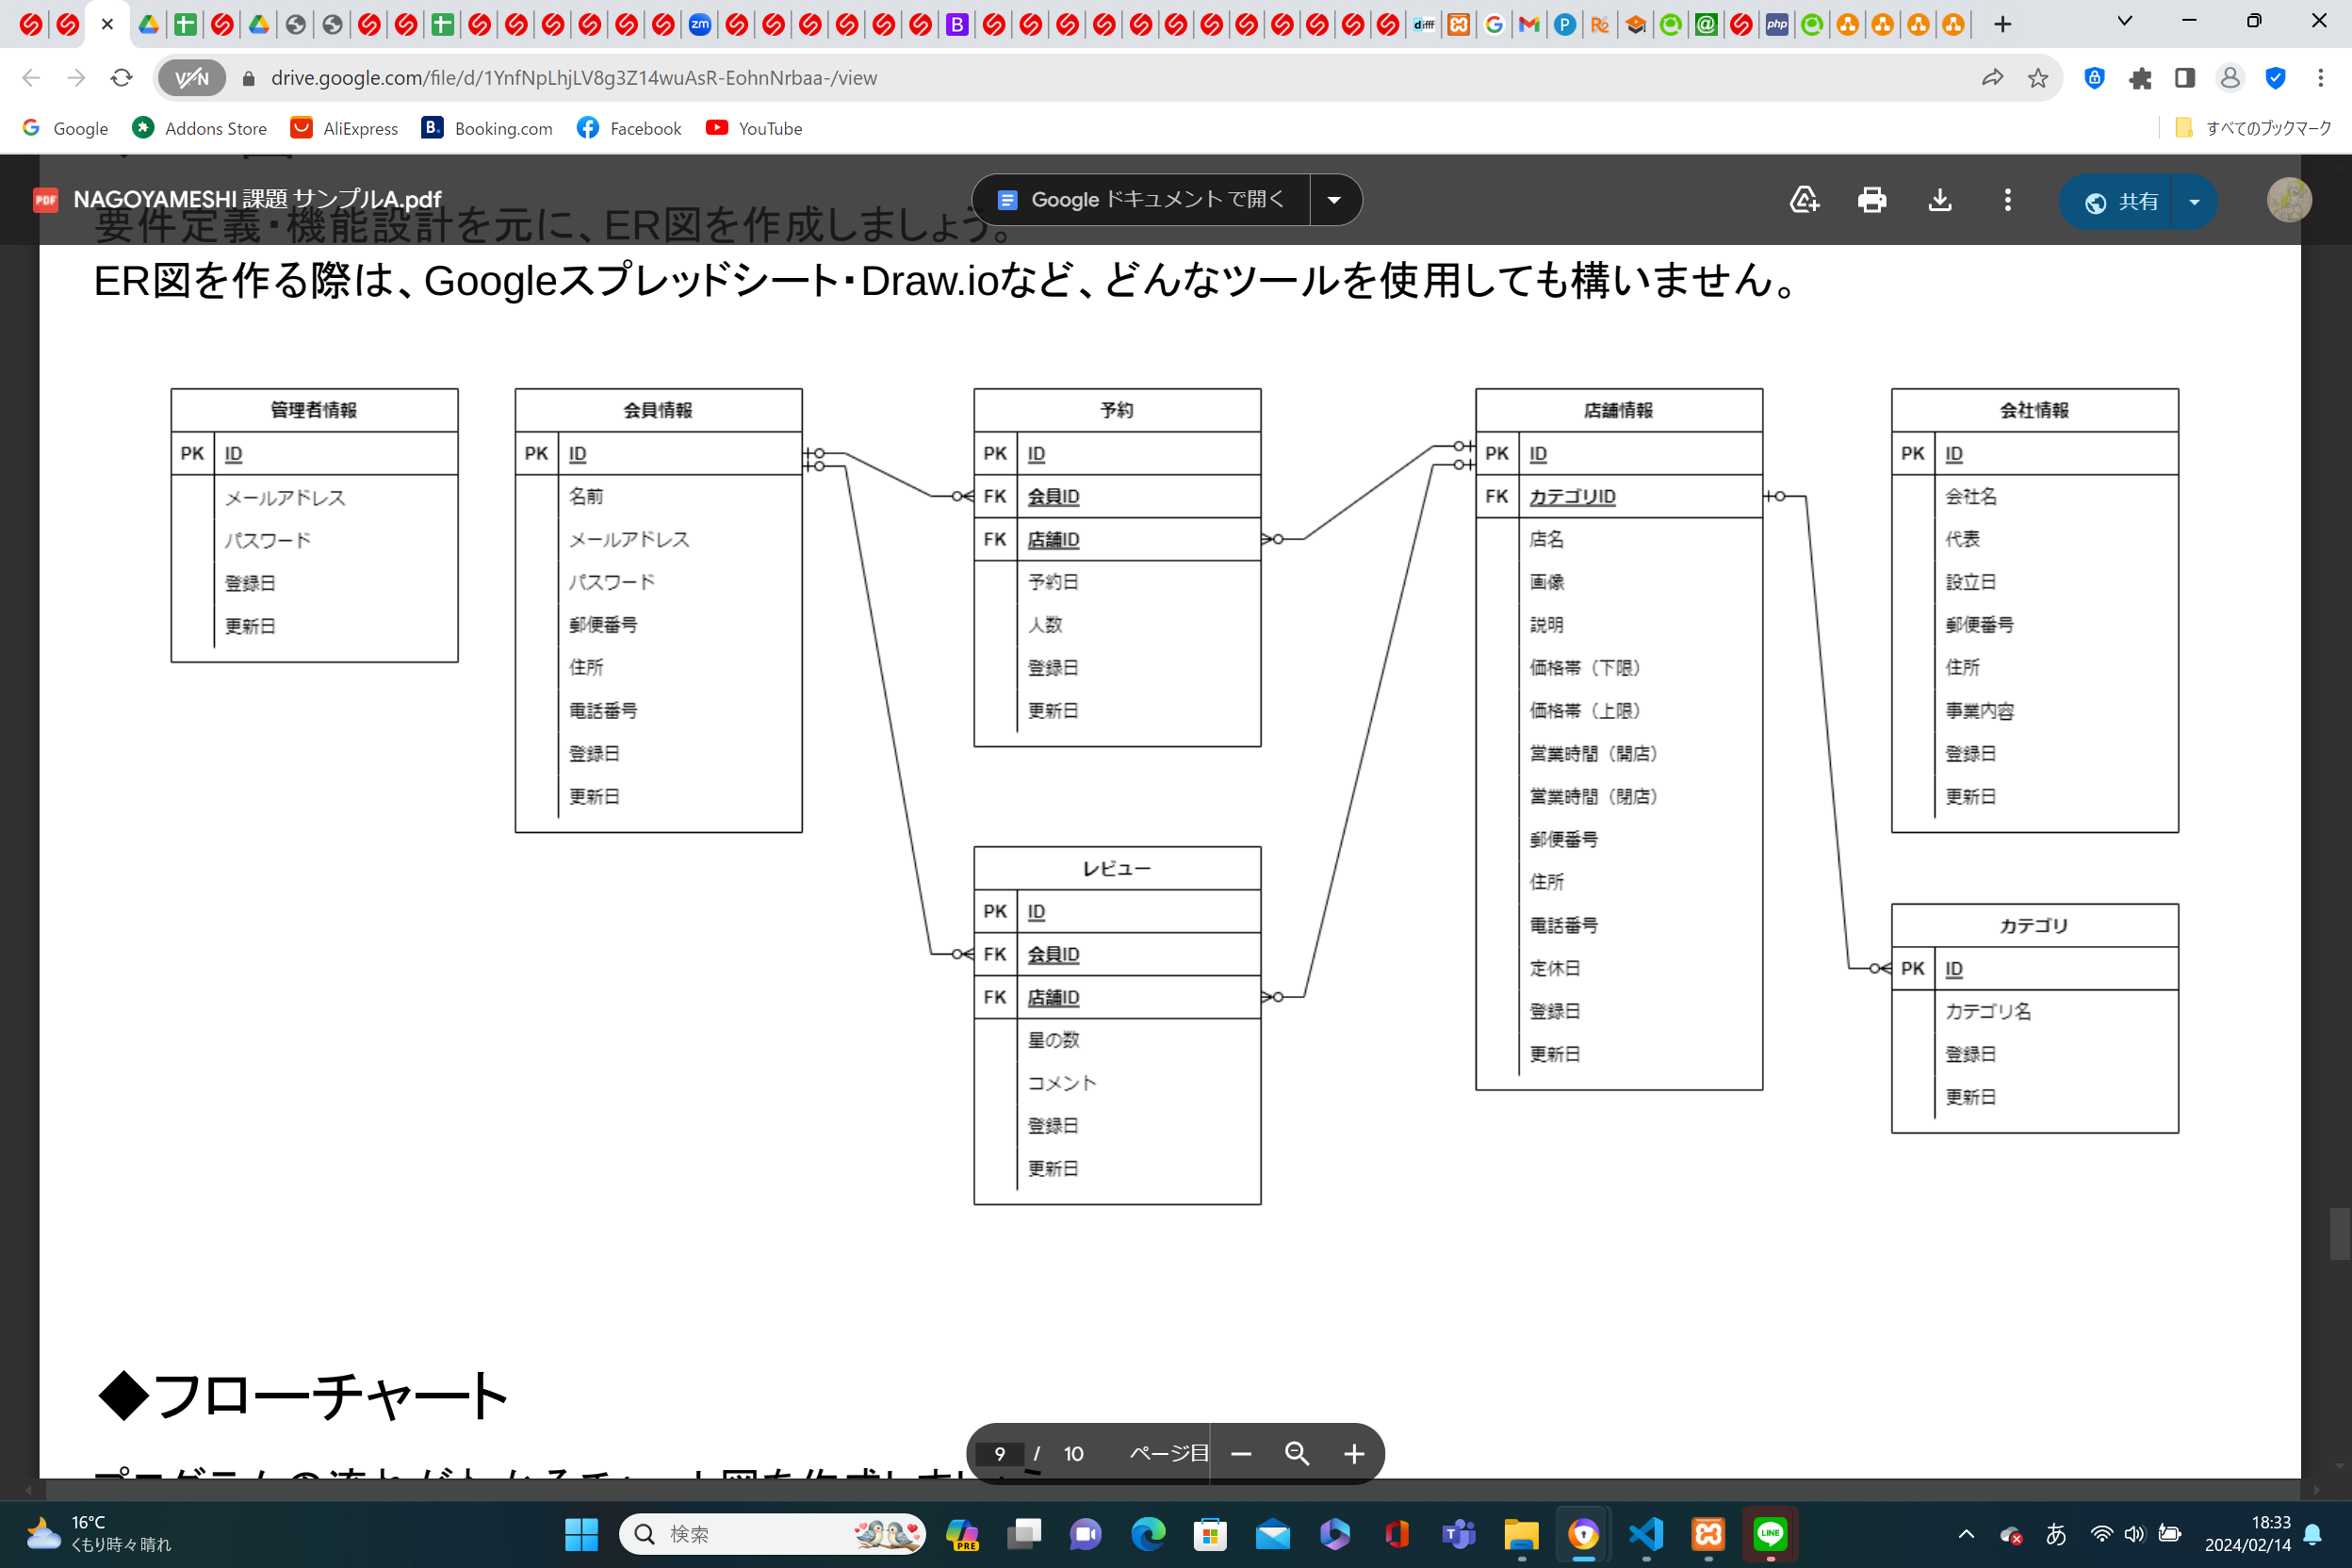 zm
B
diff
G
P
R2
@
php
VPN
drive.google.com/file/d/1YnfNpLhjLV8g3Z14wuAsR-EohnNrbaa-/view
Google
Addons Store
AliExpress
B.
Booking.com
Facebook
YouTube
すべてのブックマーク
PDF
NAGOYAMESHI 課題 サンプルA.pdf
Google ドキュメント で開く
共有
要件定義・機能設計を元に、ER図を作成しましょう。
ER図を作る際は、Googleスプレッドシート・Draw.ioなど、どんなツールを使用しても構いません。
管理者情報
PK ID
メールアドレス
パスワード
登録日
更新日
会員情報
PK ID
名前
メールアドレス
パスワード
郵便番号
住所
電話番号
登録日
更新日
予約
PK ID
FK 会員ID
FK 店舗ID
予約日
人数
登録日
更新日
レビュー
PK ID
FK 会員ID
FK 店舗ID
星の数
コメント
登録日
更新日
店舗情報
PK ID
FK カテゴリID
店名
画像
説明
価格帯（下限）
価格帯（上限）
営業時間（開店）
営業時間（閉店）
郵便番号
住所
電話番号
定休日
登録日
更新日
会社情報
PK ID
会社名
代表
設立日
郵便番号
住所
事業内容
登録日
更新日
カテゴリ
PK ID
カテゴリ名
登録日
更新日
◆フローチャート
9 / 10 ページ目
16°C
くもり時々晴れ
検索
PRE
LINE
あ
18:33
2024/02/14